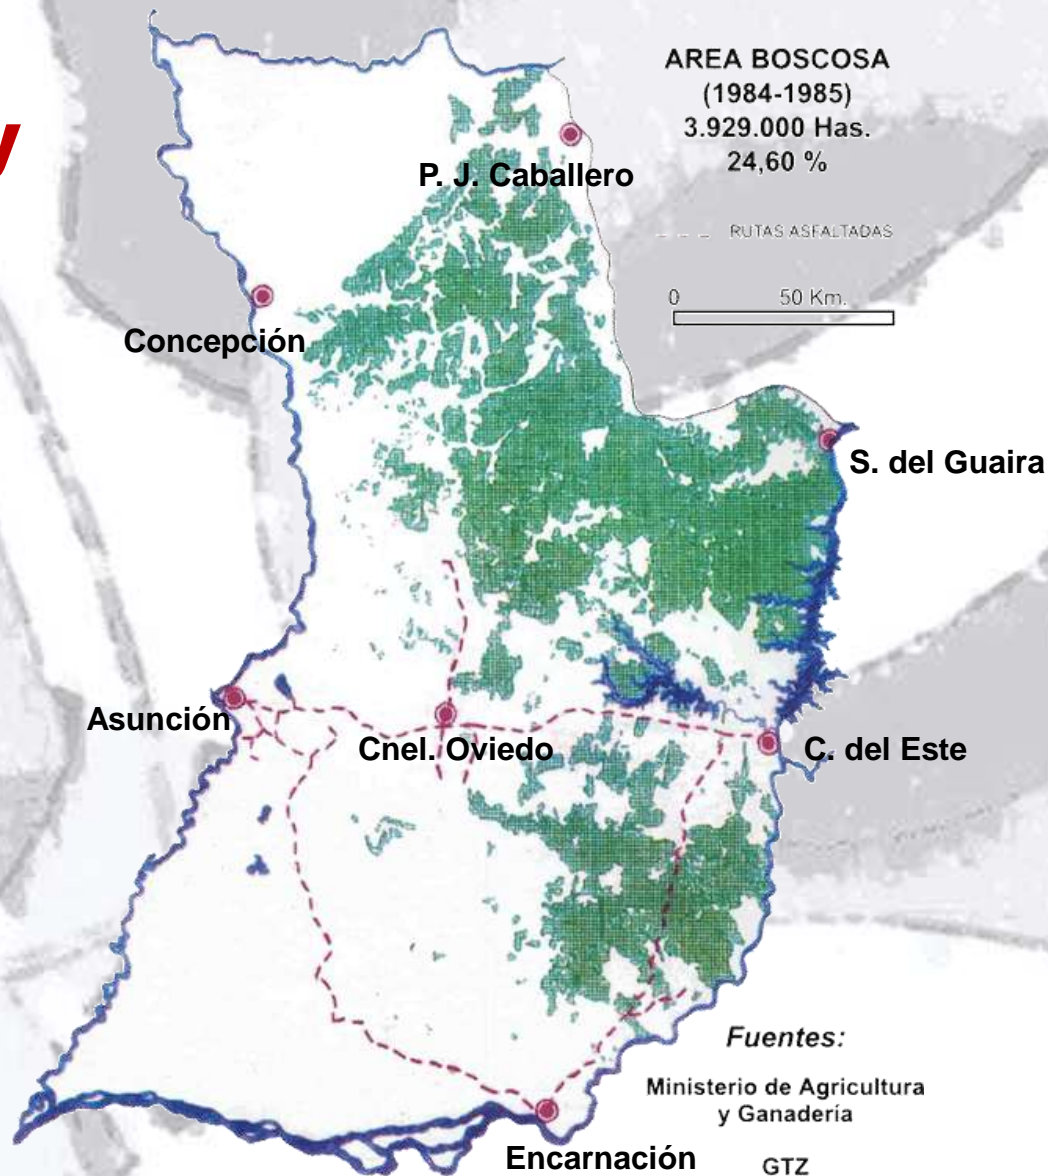 y
AREA BOSCOSA
(1984-1985)
3.929.000 Has.
24,60 %
P. J. Caballero
RUTAS ASFALTADAS
0 50 Km.
Concepción
S. del Guaira
Asunción
Cnel. Oviedo
C. del Este
Fuentes:
Ministerio de Agricultura
y Ganadería
Encarnación
GTZ